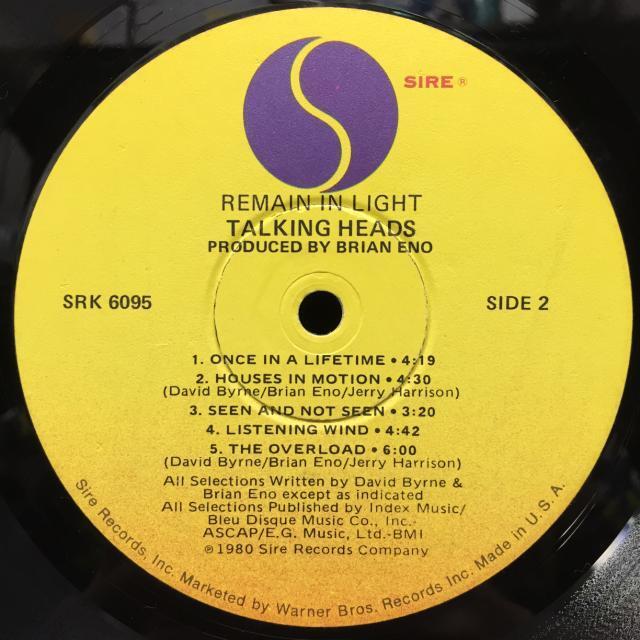 SIRE ®
REMAIN IN LIGHT
TALKING HEADS
PRODUCED BY BRIAN ENO
SRK 6095
SIDE 2
1. ONCE IN A LIFETIME • 4:19
2. HOUSES IN MOTION • 4:30
(David Byrne/Brian Eno/Jerry Harrison)
3. SEEN AND NOT SEEN • 3:20
4. LISTENING WIND • 4:42
5. THE OVERLOAD • 6:00
(David Byrne/Brian Eno/Jerry Harrison)
All Selections Written by David Byrne &
Brian Eno except as indicated
All Selections Published by Index Music/
Bleu Disque Music Co., Inc.-
ASCAP/E.G. Music, Ltd.-BMI
℗1980 Sire Records Company
Sire Records, Inc. Marketed by Warner Bros. Records Inc. Made in U.S.A.